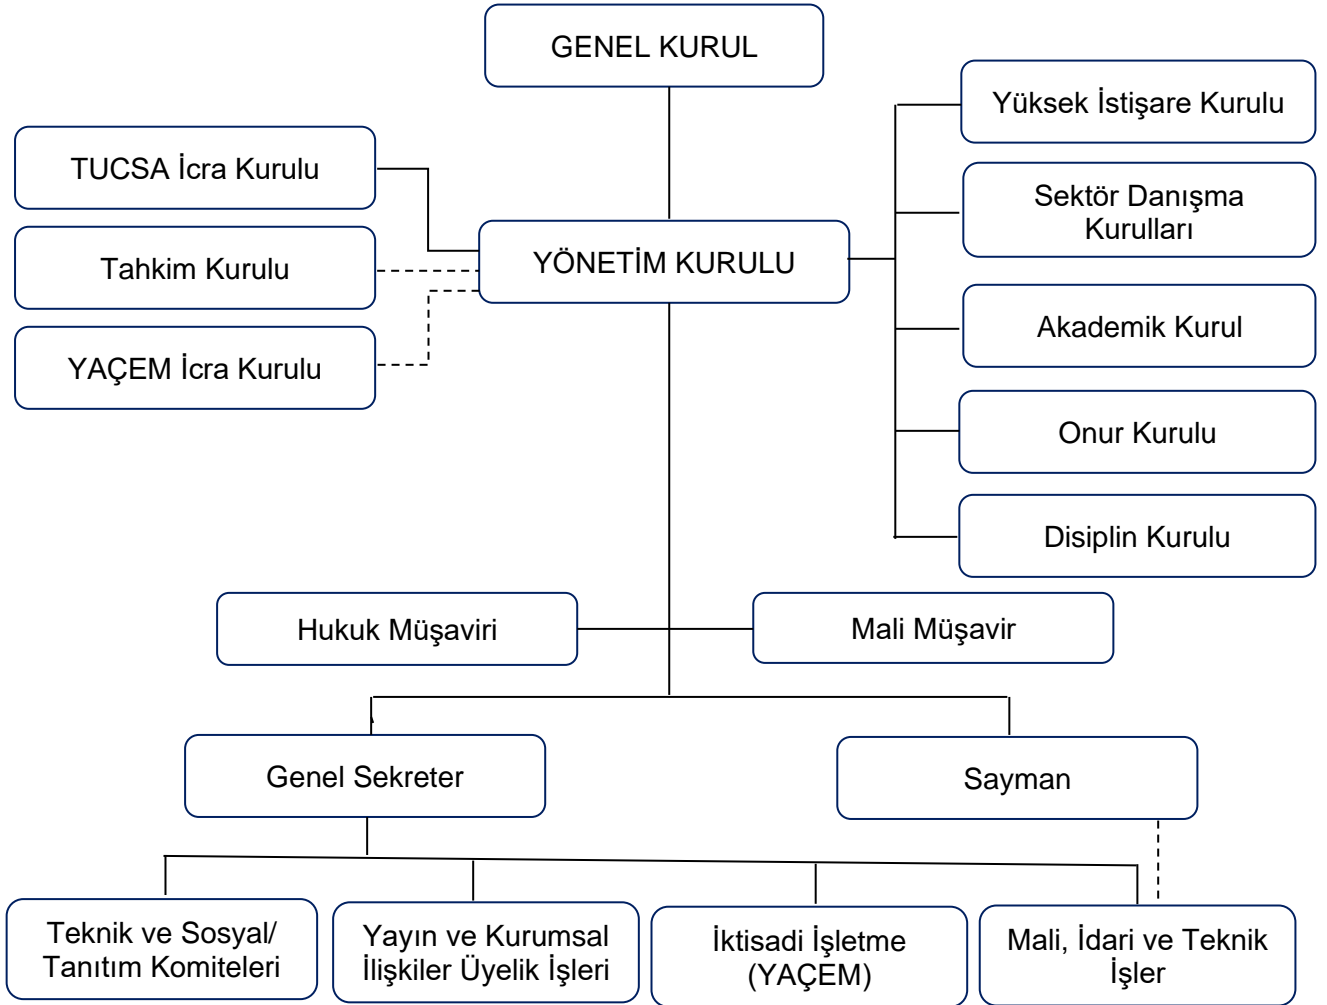 GENEL KURUL
Yüksek İstişare Kurulu
TUCSA İcra Kurulu
Sektör Danışma
Kurulları
Tahkim Kurulu
YÖNETİM KURULU
Akademik Kurul
YAÇEM İcra Kurulu
Onur Kurulu
Disiplin Kurulu
Hukuk Müşaviri
Mali Müşavir
Genel Sekreter
Sayman
Teknik ve Sosyal/
Tanıtım Komiteleri
Yayın ve Kurumsal
İlişkiler Üyelik İşleri
İktisadi İşletme
(YAÇEM)
Mali, İdari ve Teknik
İşler